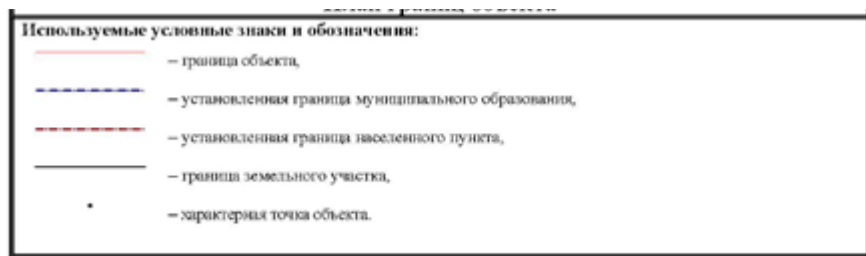 Используемые условные знаки и обозначения:
– граница объекта,
– установленная граница муниципального образования,
– установленная граница населенного пункта,
– граница земельного участка,
– характерная точка объекта.